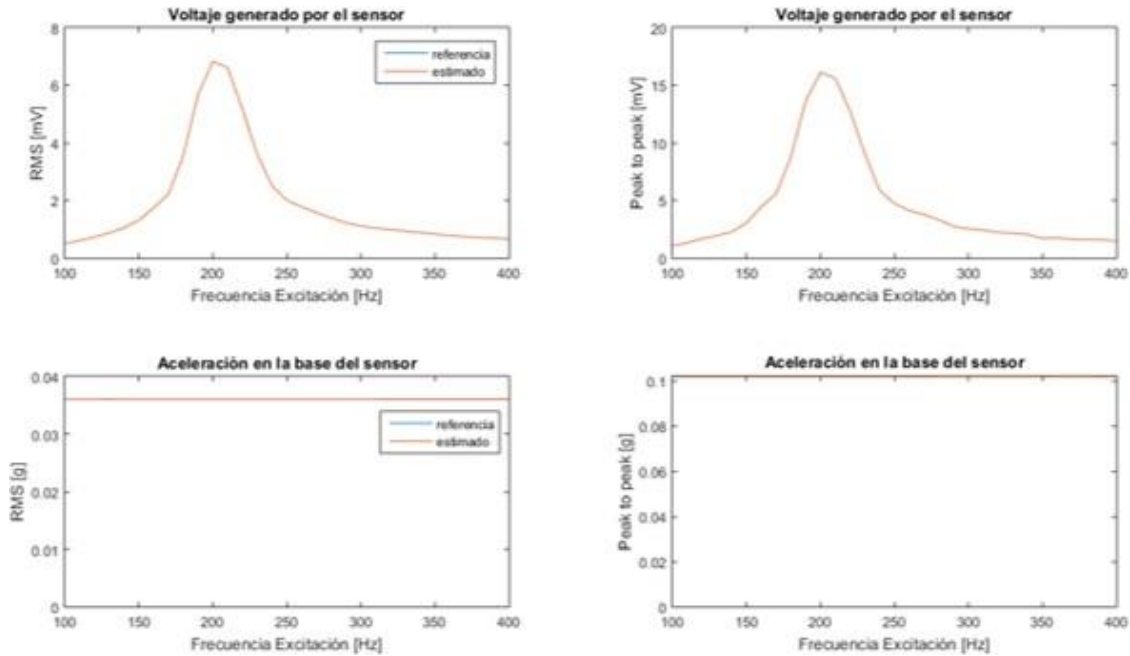 Voltaje generado por el sensor
8
6
4
2
0
RMS [mV]
referencia
estimado
100 150 200 250 300 350 400
Frecuencia Excitación [Hz]
Voltaje generado por el sensor
20
15
10
5
0
Peak to peak [mV]
100 150 200 250 300 350 400
Frecuencia Excitación [Hz]
Aceleración en la base del sensor
0.04
0.03
0.02
0.01
0
RMS [g]
referencia
estimado
100 150 200 250 300 350 400
Frecuencia Excitación [Hz]
Aceleración en la base del sensor
0.1
0.08
0.06
0.04
0.02
0
Peak to peak [g]
100 150 200 250 300 350 400
Frecuencia Excitación [Hz]